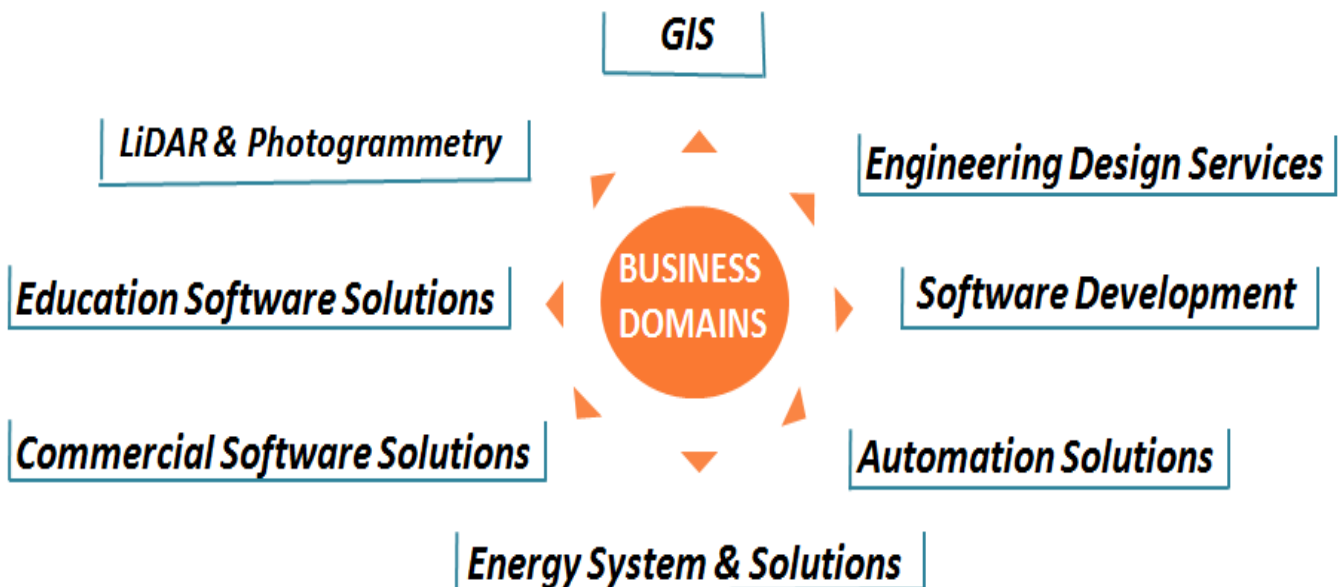 GIS
LiDAR & Photogrammetry
Engineering Design Services
BUSINESS
DOMAINS
Education Software Solutions
Software Development
Commercial Software Solutions
Automation Solutions
Energy System & Solutions